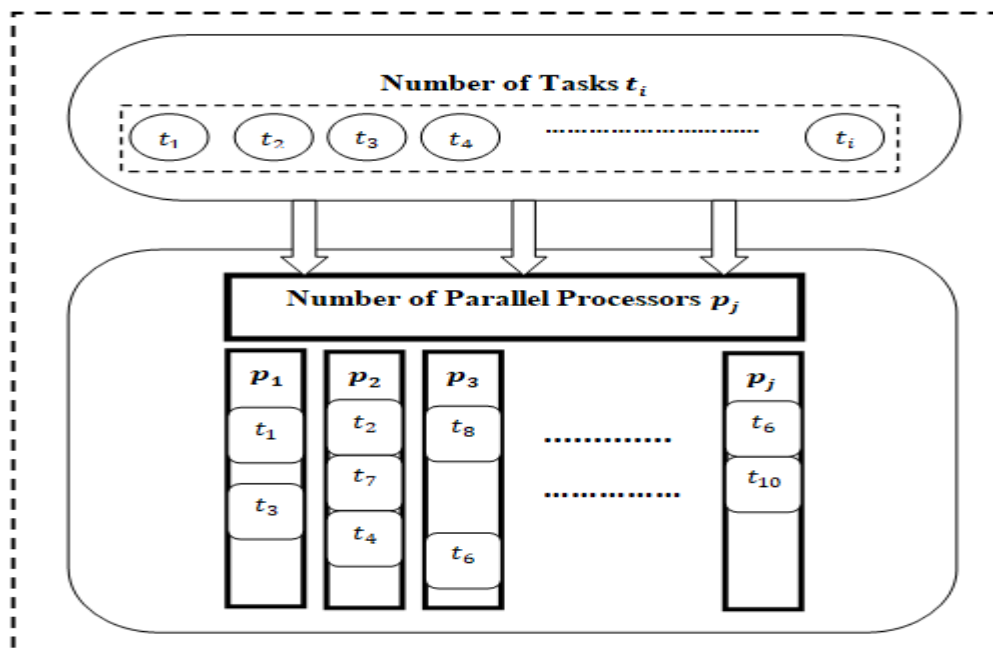 Number of Tasks tᵢ
t₁ t₂ t₃ t₄ ............................. tᵢ
Number of Parallel Processors pⱼ
p₁ p₂ p₃ pⱼ
t₁ t₂ t₈ ............. t₆
t₃ t₇ ............... t₁₀
t₄ t₆